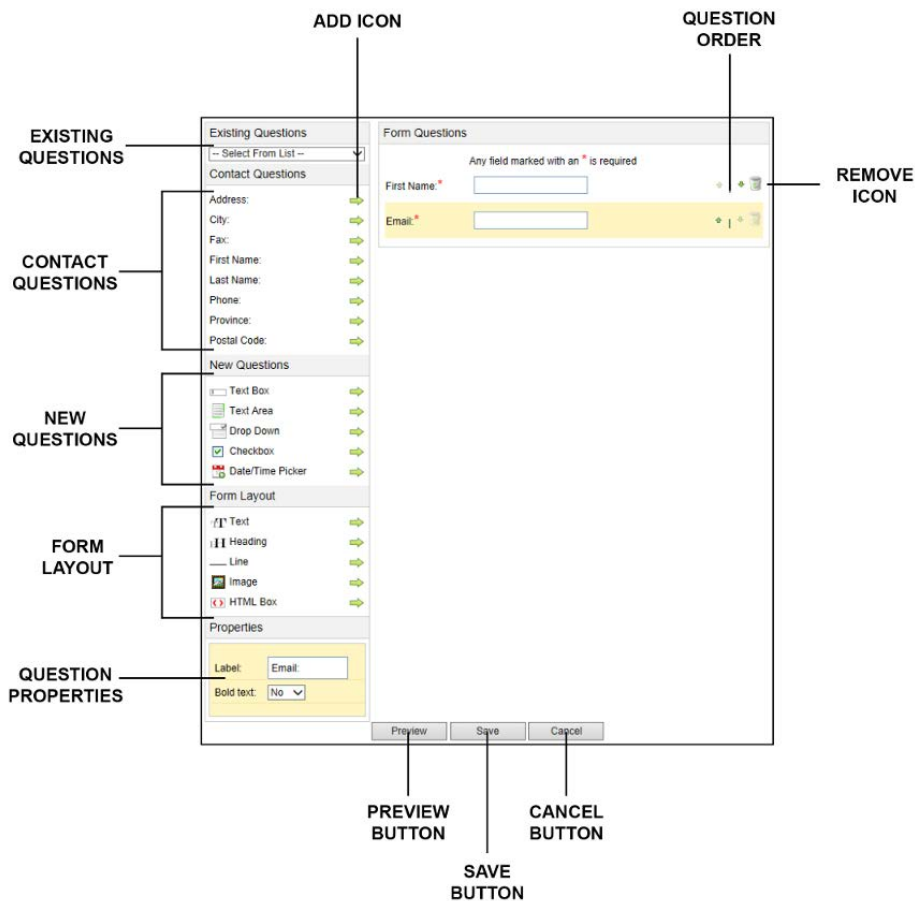 ADD ICON
QUESTION
ORDER
EXISTING
QUESTIONS
REMOVE
ICON
CONTACT
QUESTIONS
NEW
QUESTIONS
FORM
LAYOUT
QUESTION
PROPERTIES
Existing Questions
-- Select From List --
Contact Questions
Address:
City:
Fax:
First Name:
Last Name:
Phone:
Province:
Postal Code:
New Questions
Text Box
Text Area
Drop Down
Checkbox
Date/Time Picker
Form Layout
Text
Heading
Line
Image
HTML Box
Properties
Label: Email:
Bold text: No
Form Questions
Any field marked with an * is required
First Name:*
Email:*
Preview Save Cancel
PREVIEW
BUTTON
SAVE
BUTTON
CANCEL
BUTTON